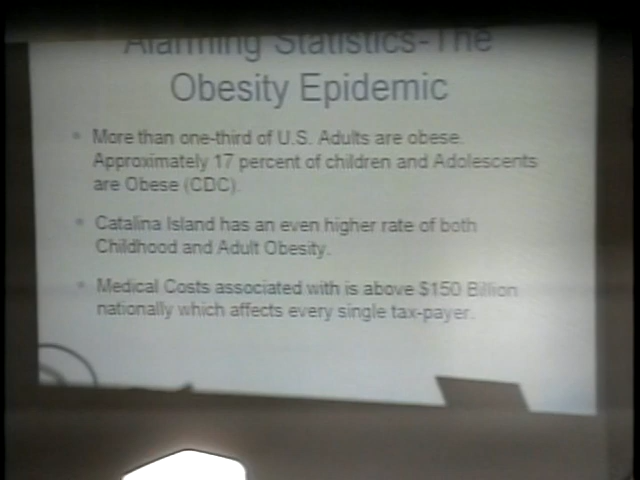 Alarming Statistics-The
Obesity Epidemic
• More than one-third of U.S. Adults are obese.
Approximately 17 percent of children and Adolescents
are Obese (CDC).
• Catalina Island has an even higher rate of both
Childhood and Adult Obesity.
• Medical Costs associated with is above $150 Billion
nationally which affects every single tax-payer.